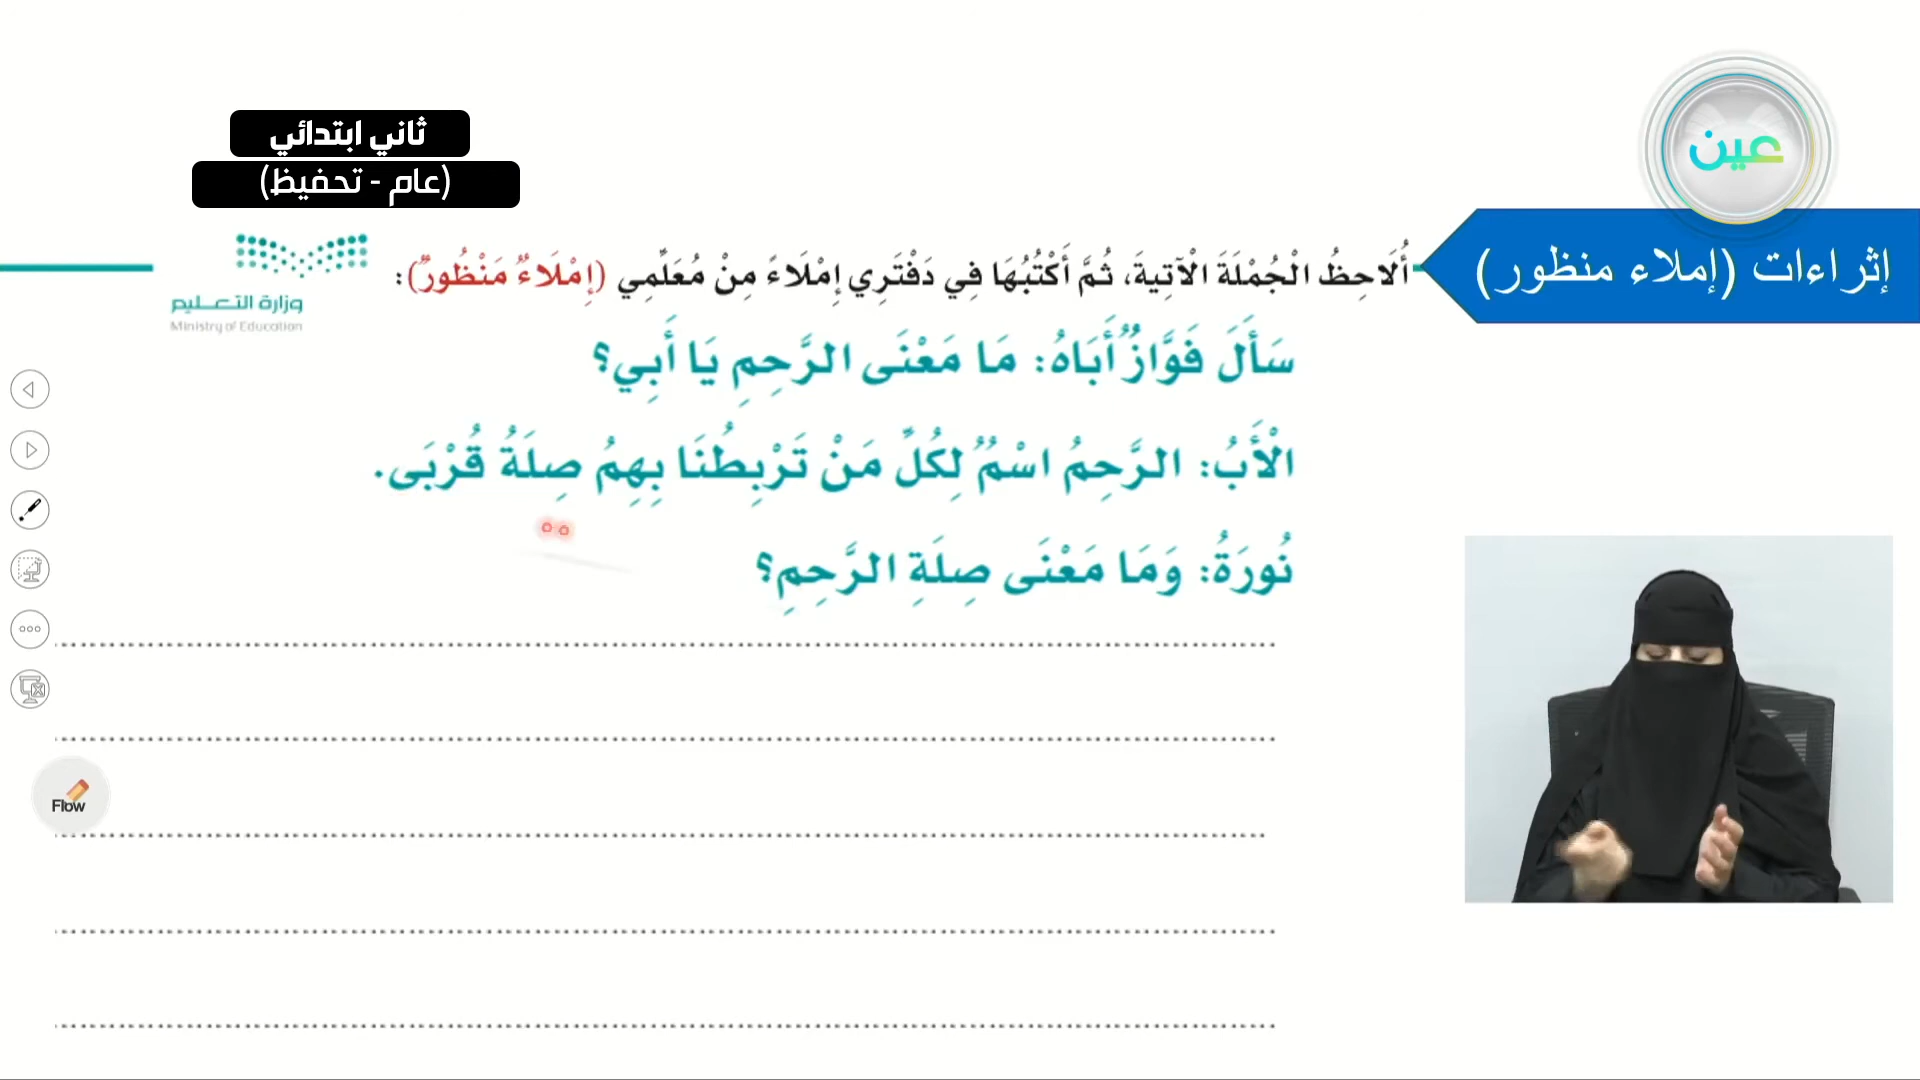 ثاني ابتدائي
(عام - تحفيظ)
عين
إثراءات (إملاء منظور)
أُلَاحِظُ الْجُمْلَةَ الْآتِيةَ، ثُمَّ أَكْتُبُهَا فِي دَفْتَرِي إِمْلَاءً مِنْ مُعَلِّمِي (إِمْلَاءٌ مَنْظُورٌ):
وزارة التعليم
Ministry of Education
سَأَلَ فَوَّازٌ أَبَاهُ: مَا مَعْنَى الرَّحِمِ يَا أَبِي؟
الْأَبُ: الرَّحِمُ اسْمٌ لِكُلِّ مَنْ تَرْبِطُنَا بِهِمُ صِلَةُ قُرْبَى.
نُورَةُ: وَمَا مَعْنَى صِلَةِ الرَّحِمِ؟
Flow